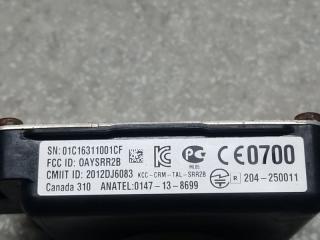 SN: 01C16311001CF
FCC ID: OAYSRR2B
CMIIT ID: 2012DJ6083 KCC-CRM-TAL-SRR2B
Canada 310 ANATEL:0147-13-8699
CE0700
R 204-250011